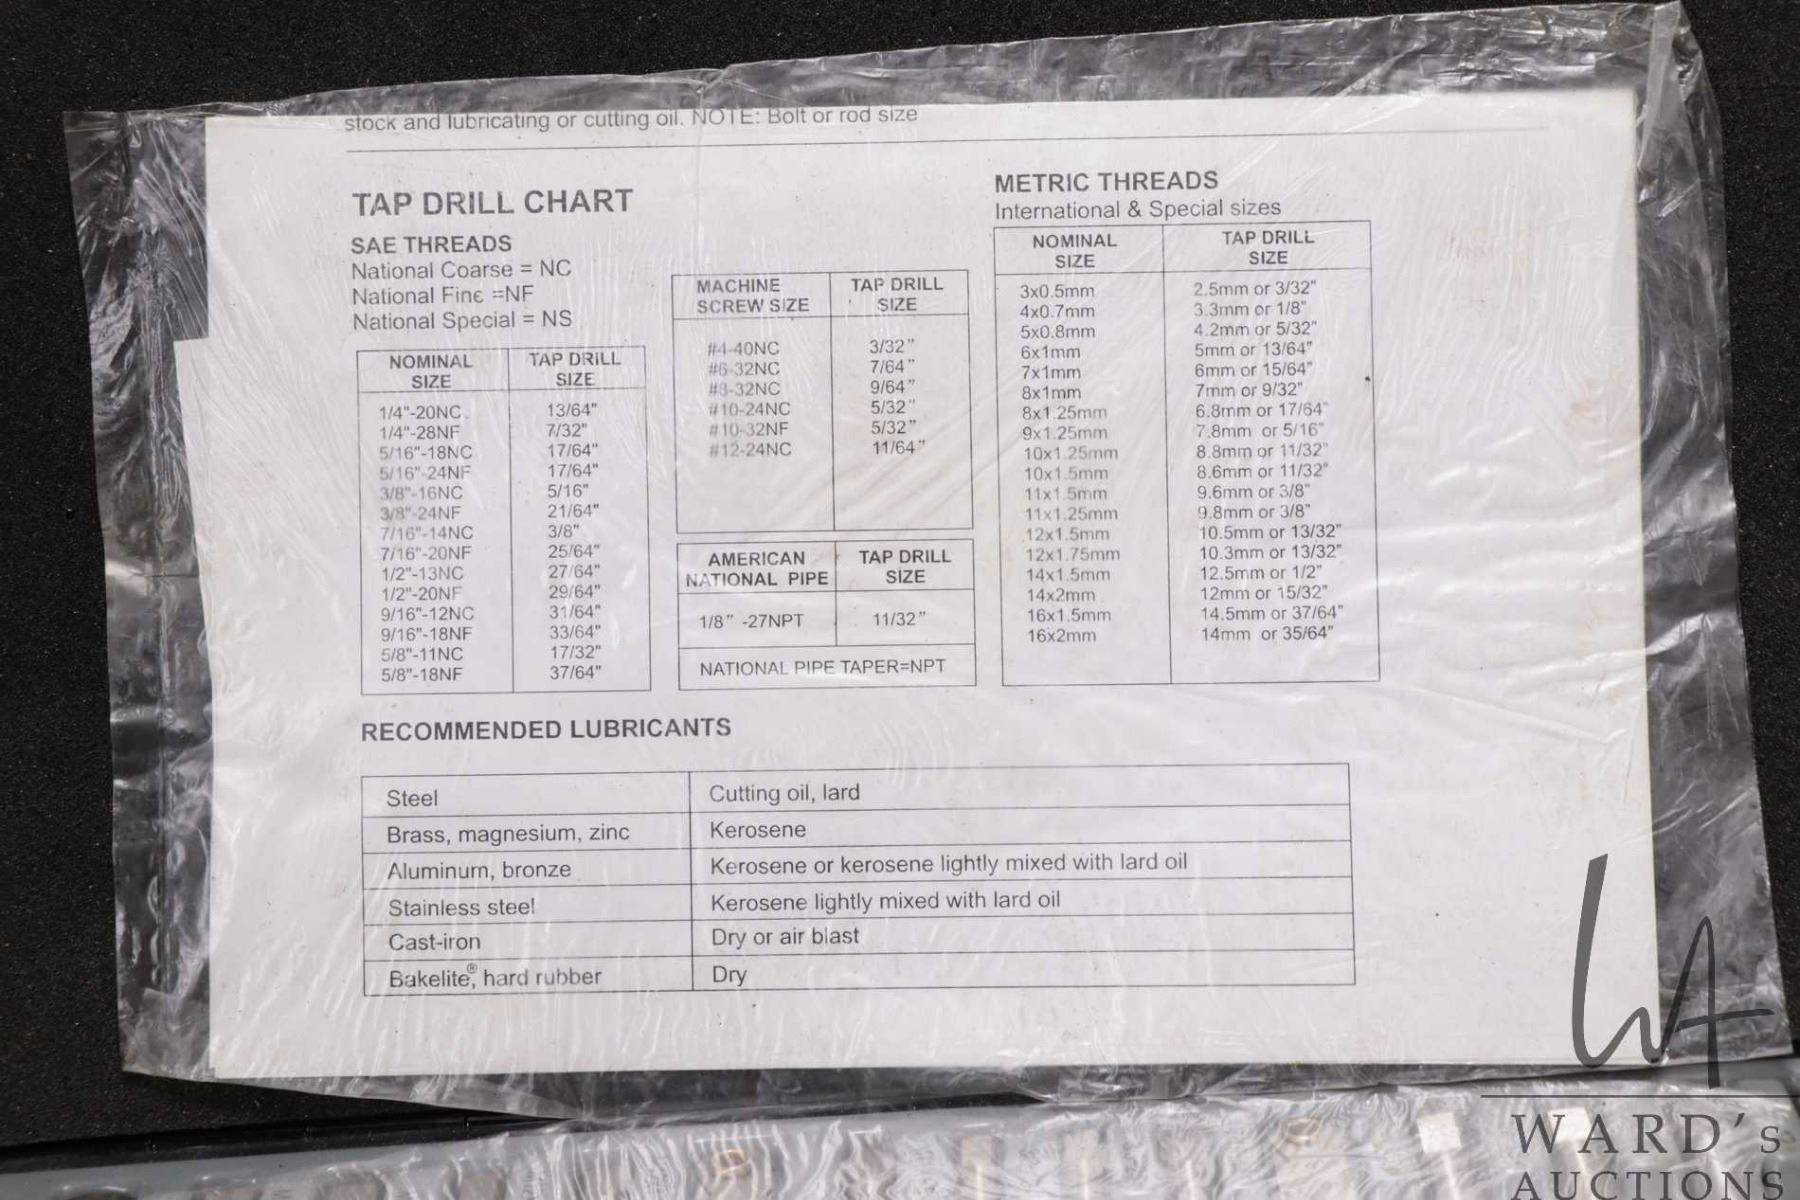 stock and lubricating or cutting oil. NOTE: Bolt or rod size
TAP DRILL CHART
SAE THREADS
National Coarse = NC
National Fine =NF
National Special = NS
NOMINAL SIZE TAP DRILL SIZE
1/4"-20NC 13/64"
1/4"-28NF 7/32"
5/16"-18NC 17/64"
5/16"-24NF 17/64"
3/8"-16NC 5/16"
3/8"-24NF 21/64"
7/16"-14NC 3/8"
7/16"-20NF 25/64"
1/2"-13NC 27/64"
1/2"-20NF 29/64"
9/16"-12NC 31/64"
9/16"-18NF 33/64"
5/8"-11NC 17/32"
5/8"-18NF 37/64"
MACHINE SCREW SIZE TAP DRILL SIZE
#4-40NC 3/32"
#6-32NC 7/64"
#8-32NC 9/64"
#10-24NC 5/32"
#10-32NF 5/32"
#12-24NC 11/64"
AMERICAN NATIONAL PIPE TAP DRILL SIZE
1/8" -27NPT 11/32"
NATIONAL PIPE TAPER=NPT
METRIC THREADS
International & Special sizes
NOMINAL SIZE TAP DRILL SIZE
3x0.5mm 2.5mm or 3/32"
4x0.7mm 3.3mm or 1/8"
5x0.8mm 4.2mm or 5/32"
6x1mm 5mm or 13/64"
7x1mm 6mm or 15/64"
8x1mm 7mm or 9/32"
8x1.25mm 6.8mm or 17/64"
9x1.25mm 7.8mm or 5/16"
10x1.25mm 8.8mm or 11/32"
10x1.5mm 8.6mm or 11/32"
11x1.5mm 9.6mm or 3/8"
11x1.25mm 9.8mm or 3/8"
12x1.5mm 10.5mm or 13/32"
12x1.75mm 10.3mm or 13/32"
14x1.5mm 12.5mm or 1/2"
14x2mm 12mm or 15/32"
16x1.5mm 14.5mm or 37/64"
16x2mm 14mm or 35/64"
RECOMMENDED LUBRICANTS
Steel Cutting oil, lard
Brass, magnesium, zinc Kerosene
Aluminum, bronze Kerosene or kerosene lightly mixed with lard oil
Stainless steel Kerosene lightly mixed with lard oil
Cast-iron Dry or air blast
Bakelite®, hard rubber Dry
WARD's
AUCTIONS